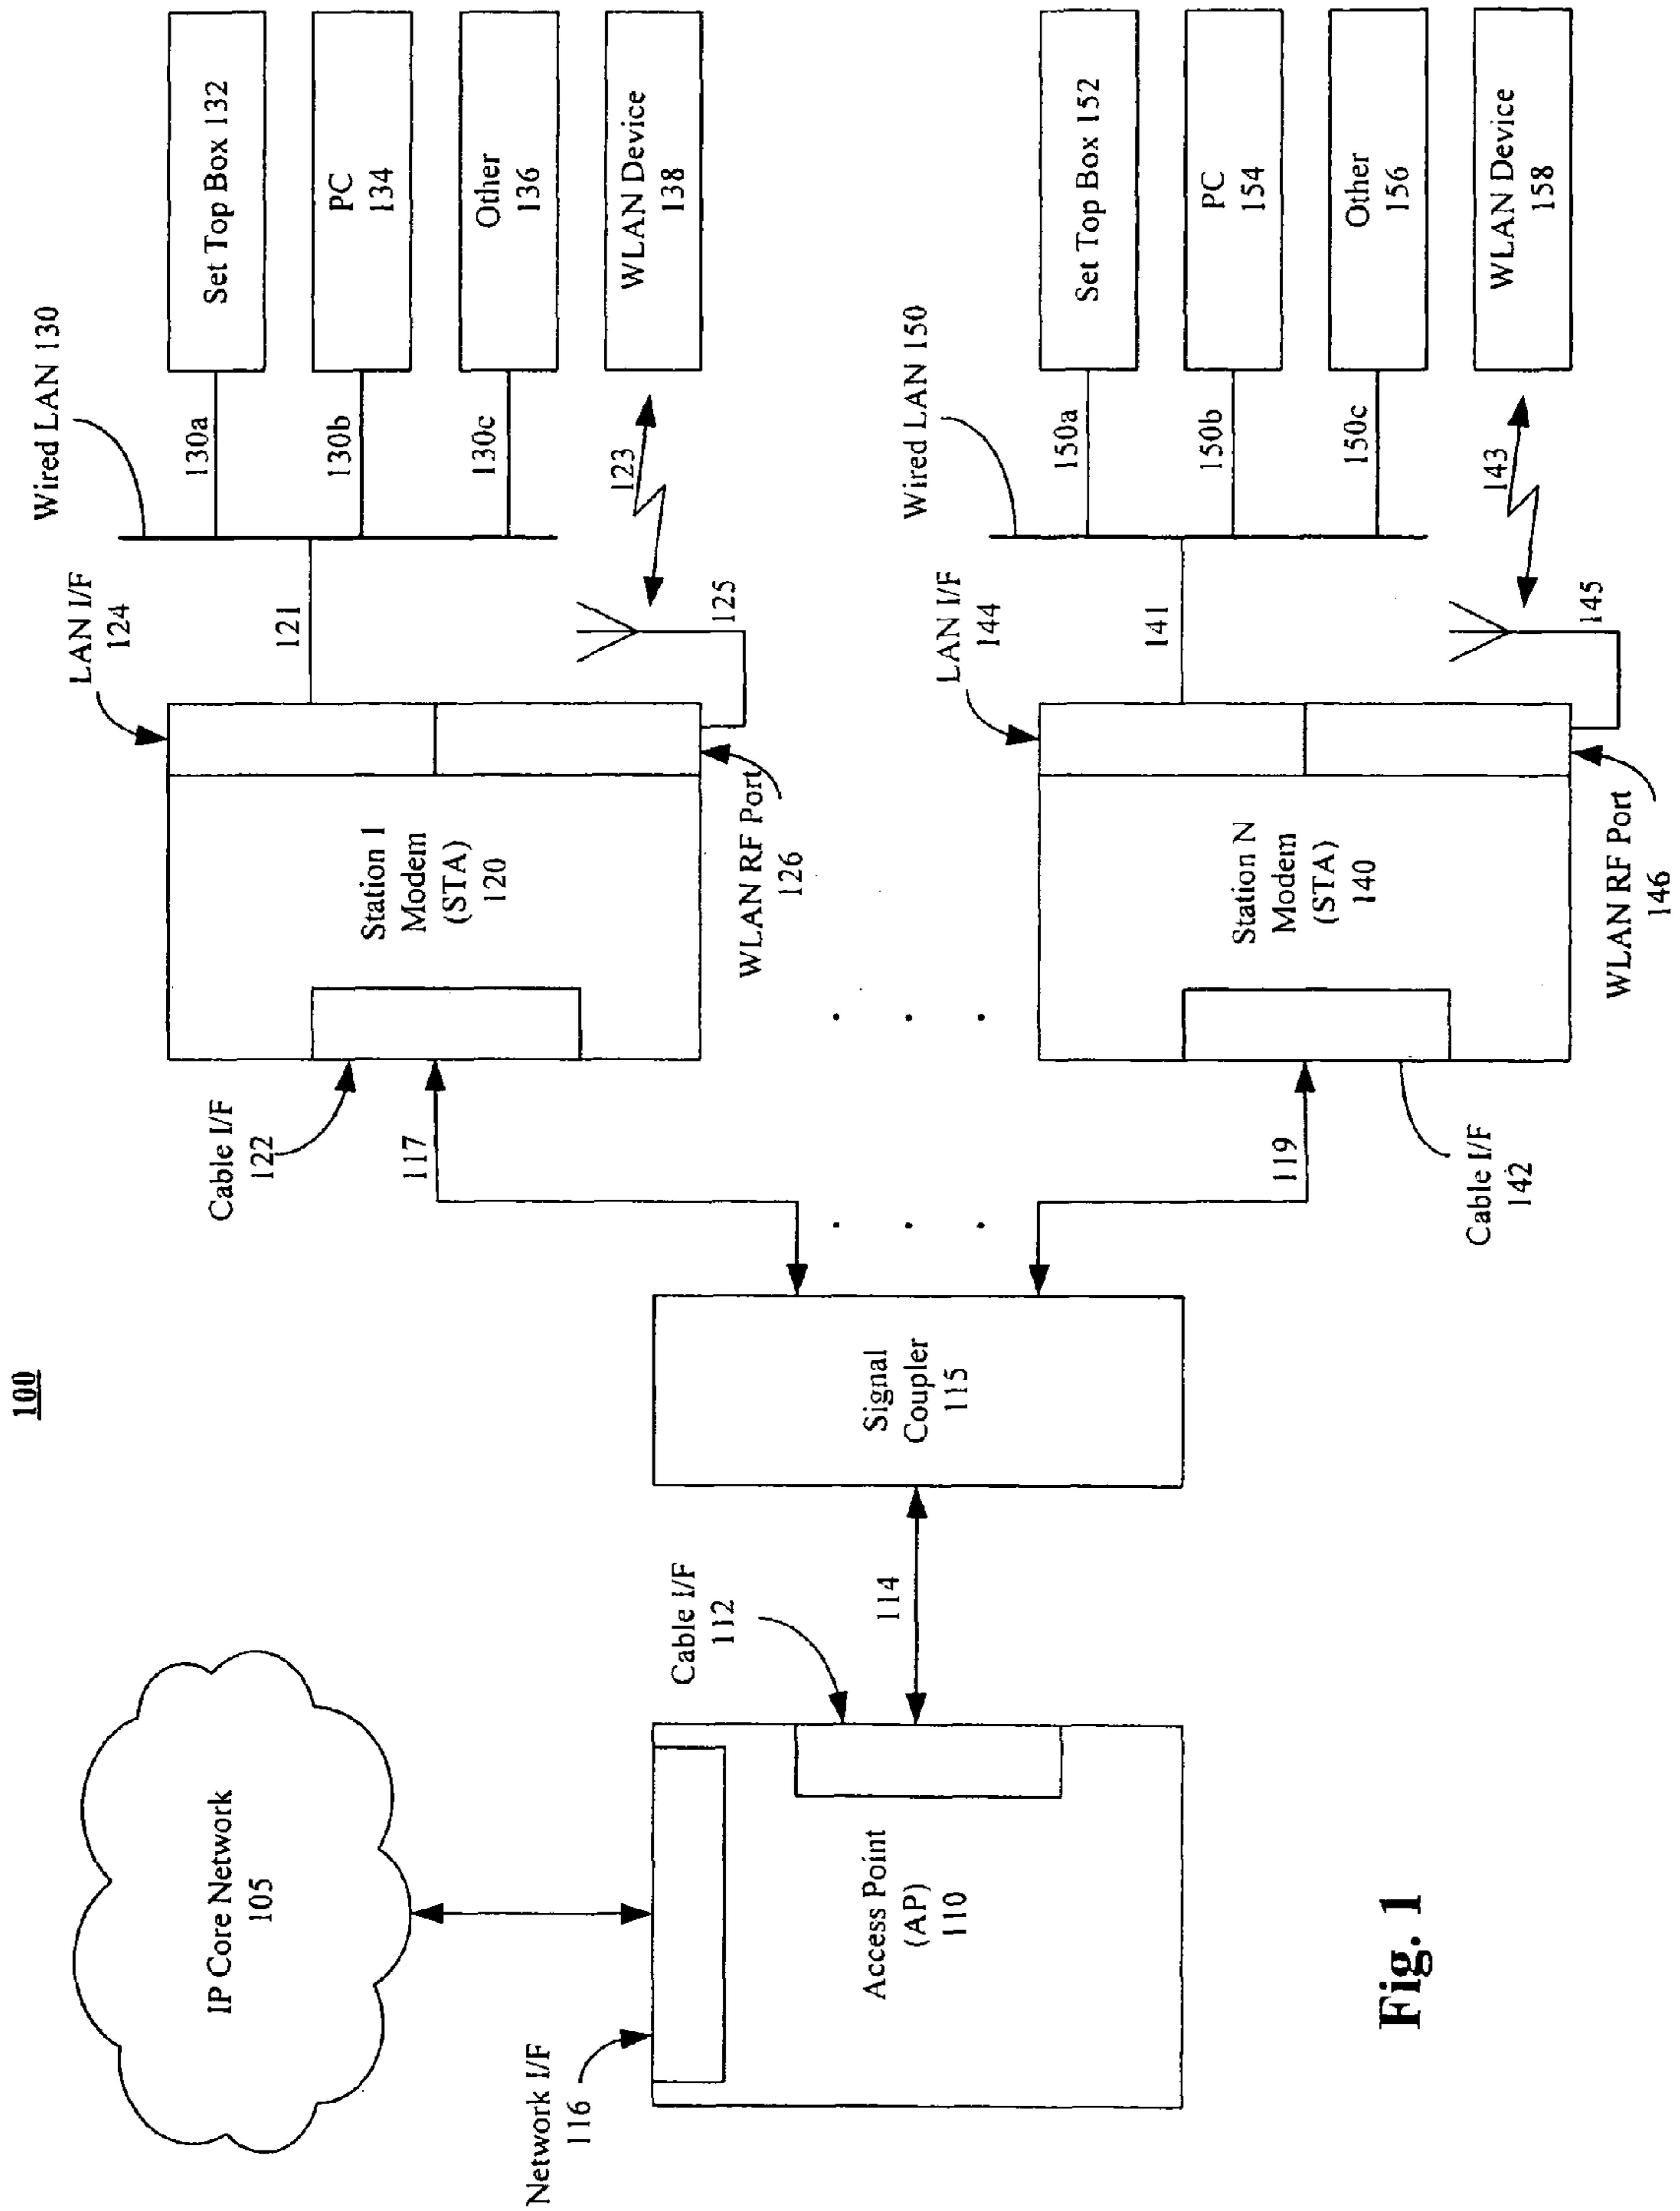 100
IP Core Network
105
Network I/F
116
Access Point
(AP)
110
Cable I/F
112
114
Signal
Coupler
115
117
119
Cable I/F
122
Station 1
Modem
(STA)
120
LAN I/F
124
WLAN RF Port
126
121
125
123
Wired LAN 130
130a
130b
130c
Set Top Box 132
PC
134
Other
136
WLAN Device
138
Cable I/F
142
Station N
Modem
(STA)
140
LAN I/F
144
WLAN RF Port
146
141
145
143
Wired LAN 150
150a
150b
150c
Set Top Box 152
PC
154
Other
156
WLAN Device
158
Fig. 1